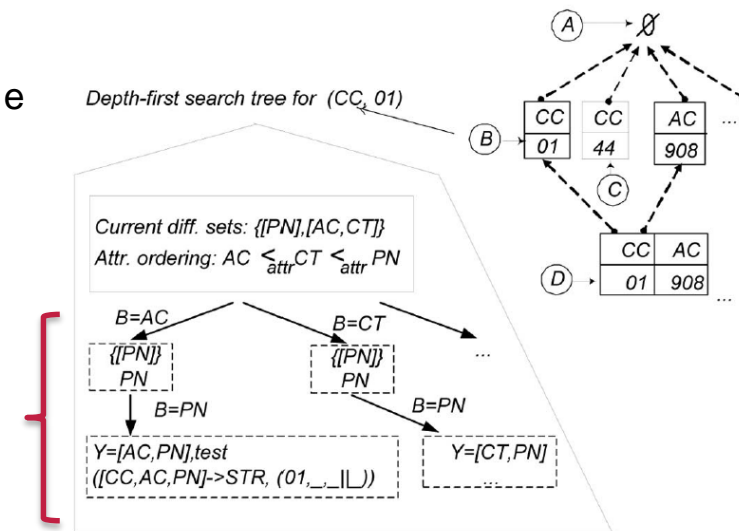 A
∅
e
Depth-first search tree for (CC, 01)
B
CC
01
CC
44
AC
908
...
C
Current diff. sets: {[PN],[AC,CT]}
Attr. ordering: AC <attr CT <attr PN
CC AC
01 908
D
...
B=AC
B=CT
{[PN]}
PN
{[PN]}
PN
...
B=PN
B=PN
Y=[AC,PN],test
([CC,AC,PN]->STR, (01,_,_||_))
Y=[CT,PN]
...